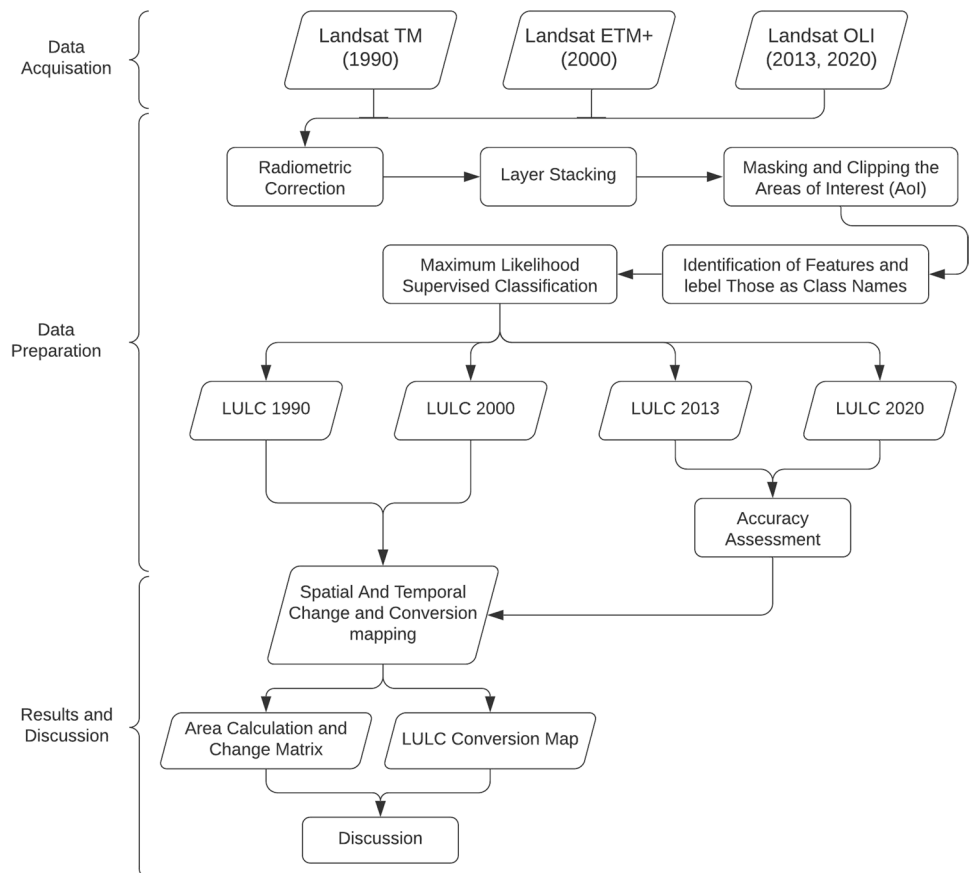 Data
Acquisation
Landsat TM
(1990)
Landsat ETM+
(2000)
Landsat OLI
(2013, 2020)
Data
Preparation
Radiometric
Correction
Layer Stacking
Masking and Clipping the
Areas of Interest (AoI)
Identification of Features and
lebel Those as Class Names
Maximum Likelihood
Supervised Classification
LULC 1990
LULC 2000
LULC 2013
LULC 2020
Accuracy
Assessment
Results and
Discussion
Spatial And Temporal
Change and Conversion
mapping
Area Calculation and
Change Matrix
LULC Conversion Map
Discussion